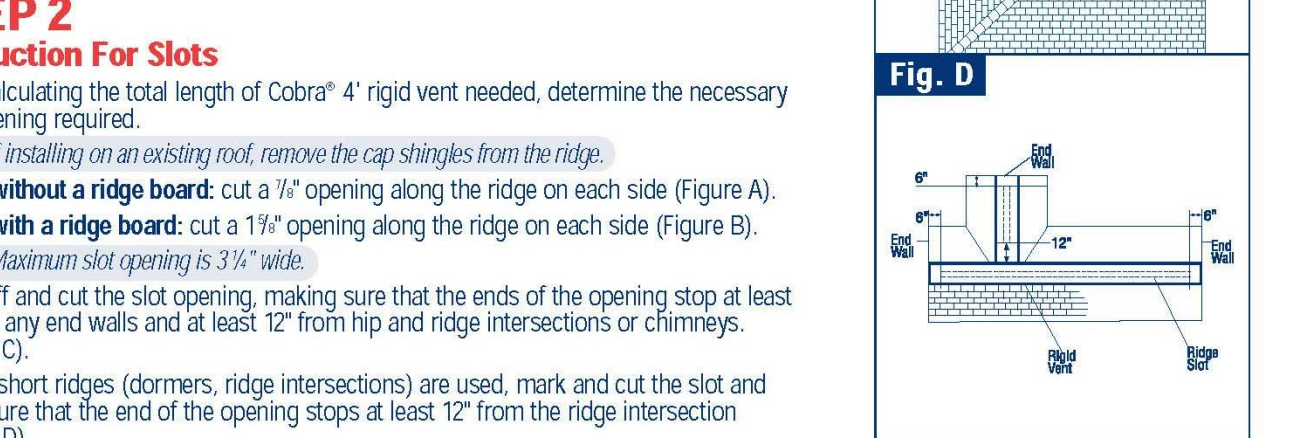 EP 2
uction For Slots
alculating the total length of Cobra® 4' rigid vent needed, determine the necessary
ening required.
f installing on an existing roof, remove the cap shingles from the ridge.
without a ridge board: cut a 7/8" opening along the ridge on each side (Figure A).
with a ridge board: cut a 1 5/8" opening along the ridge on each side (Figure B).
Maximum slot opening is 3 1/4" wide.
ff and cut the slot opening, making sure that the ends of the opening stop at least
any end walls and at least 12" from hip and ridge intersections or chimneys.
C).
short ridges (dormers, ridge intersections) are used, mark and cut the slot and
ure that the end of the opening stops at least 12" from the ridge intersection
D)
Fig. D
End
Wall
6"
6"
6"
End
Wall
12"
End
Wall
Rigid
Vent
Ridge
Slot